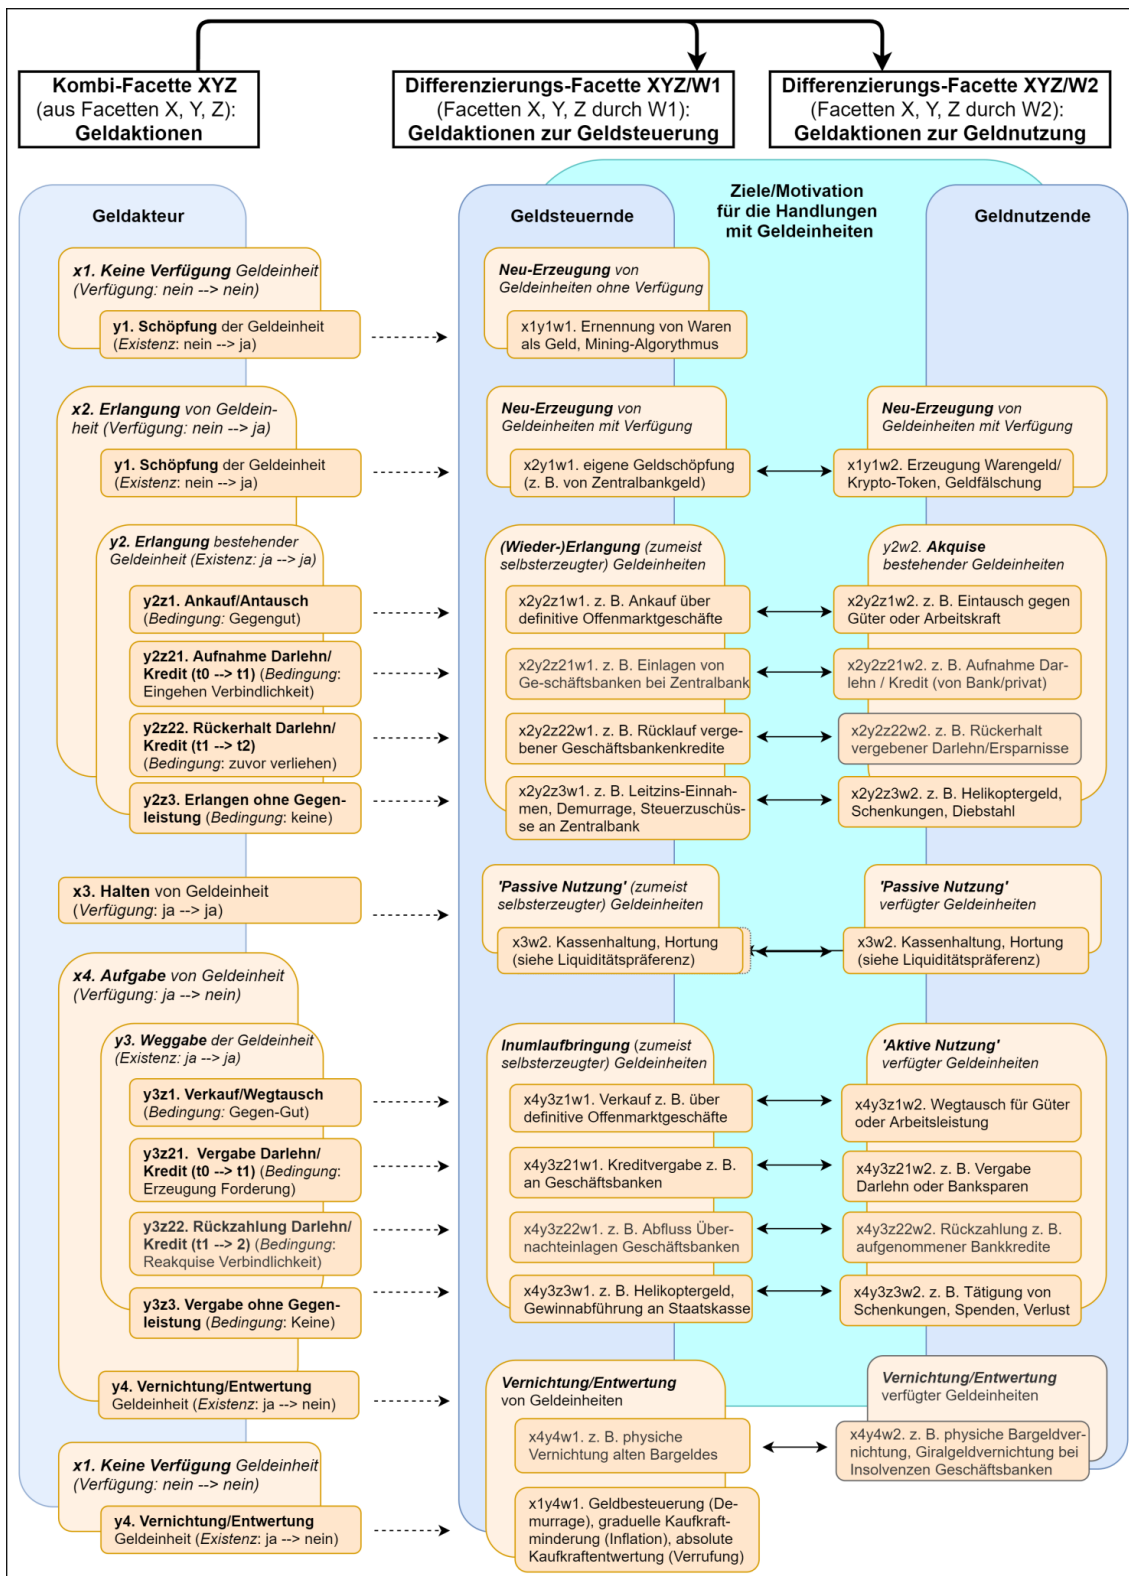 Kombi-Facette XYZ
(aus Facetten X, Y, Z):
Geldaktionen
Differenzierungs-Facette XYZ/W1
(Facetten X, Y, Z durch W1):
Geldaktionen zur Geldsteuerung
Differenzierungs-Facette XYZ/W2
(Facetten X, Y, Z durch W2):
Geldaktionen zur Geldnutzung
Geldakteur
Geldsteuernde
Ziele/Motivation
für die Handlungen
mit Geldeinheiten
Geldnutzende
x1. Keine Verfügung Geldeinheit
(Verfügung: nein --> nein)
y1. Schöpfung der Geldeinheit
(Existenz: nein --> ja)
Neu-Erzeugung von
Geldeinheiten ohne Verfügung
x1y1w1. Ernennung von Waren
als Geld, Mining-Algorythmus
x2. Erlangung von Geldein-
heit (Verfügung: nein --> ja)
y1. Schöpfung der Geldeinheit
(Existenz: nein --> ja)
Neu-Erzeugung von
Geldeinheiten mit Verfügung
x2y1w1. eigene Geldschöpfung
(z. B. von Zentralbankgeld)
Neu-Erzeugung von
Geldeinheiten mit Verfügung
x1y1w2. Erzeugung Warengeld/
Krypto-Token, Geldfälschung
y2. Erlangung bestehender
Geldeinheit (Existenz: ja --> ja)
(Wieder-)Erlangung (zumeist
selbsterzeugter) Geldeinheiten
y2w2. Akquise
bestehender Geldeinheiten
y2z1. Ankauf/Antausch
(Bedingung: Gegengut)
x2y2z1w1. z. B. Ankauf über
definitive Offenmarktgeschäfte
x2y2z1w2. z. B. Eintausch gegen
Güter oder Arbeitskraft
y2z21. Aufnahme Darlehn/
Kredit (t0 --> t1) (Bedingung:
Eingehen Verbindlichkeit)
x2y2z21w1. z. B. Einlagen von
Ge-schäftsbanken bei Zentralbank
x2y2z21w2. z. B. Aufnahme Dar-
lehn / Kredit (von Bank/privat)
y2z22. Rückerhalt Darlehn/
Kredit (t1 --> t2)
(Bedingung: zuvor verliehen)
x2y2z22w1. z. B. Rücklauf verge-
bener Geschäftsbankenkredite
x2y2z22w2. z. B. Rückerhalt
vergebener Darlehn/Ersparnisse
y2z3. Erlangen ohne Gegen-
leistung (Bedingung: keine)
x2y2z3w1. z. B. Leitzins-Einnah-
men, Demurrage, Steuerzuschüs-
se an Zentralbank
x2y2z3w2. z. B. Helikoptergeld,
Schenkungen, Diebstahl
x3. Halten von Geldeinheit
(Verfügung: ja --> ja)
'Passive Nutzung' (zumeist
selbsterzeugter) Geldeinheiten
x3w2. Kassenhaltung, Hortung
(siehe Liquiditätspräferenz)
'Passive Nutzung'
verfügter Geldeinheiten
x3w2. Kassenhaltung, Hortung
(siehe Liquiditätspräferenz)
x4. Aufgabe von Geldeinheit
(Verfügung: ja --> nein)
y3. Weggabe der Geldeinheit
(Existenz: ja --> ja)
Inumlaufbringung (zumeist
selbsterzeugter) Geldeinheiten
'Aktive Nutzung'
verfügter Geldeinheiten
y3z1. Verkauf/Wegtausch
(Bedingung: Gegen-Gut)
x4y3z1w1. Verkauf z. B. über
definitive Offenmarktgeschäfte
x4y3z1w2. Wegtausch für Güter
oder Arbeitsleistung
y3z21. Vergabe Darlehn/
Kredit (t0 --> t1) (Bedingung:
Erzeugung Forderung)
x4y3z21w1. Kreditvergabe z. B.
an Geschäftsbanken
x4y3z21w2. z. B. Vergabe
Darlehn oder Banksparen
y3z22. Rückzahlung Darlehn/
Kredit (t1 --> 2) (Bedingung:
Reakquise Verbindlichkeit)
x4y3z22w1. z. B. Abfluss Über-
nachteinlagen Geschäftsbanken
x4y3z22w2. Rückzahlung z. B.
aufgenommener Bankkredite
y3z3. Vergabe ohne Gegen-
leistung (Bedingung: Keine)
x4y3z3w1. z. B. Helikoptergeld,
Gewinnabführung an Staatskasse
x4y3z3w2. z. B. Tätigung von
Schenkungen, Spenden, Verlust
y4. Vernichtung/Entwertung
Geldeinheit (Existenz: ja --> nein)
Vernichtung/Entwertung
von Geldeinheiten
x4y4w1. z. B. physiche
Vernichtung alten Bargeldes
Vernichtung/Entwertung
verfügter Geldeinheiten
x4y4w2. z. B. physische Bargeldver-
nichtung, Giralgeldvernichtung bei
Insolvenzen Geschäftsbanken
x1. Keine Verfügung Geldeinheit
(Verfügung: nein --> nein)
y4. Vernichtung/Entwertung
Geldeinheit (Existenz: ja --> nein)
x1y4w1. Geldbesteuerung (De-
murrage), graduelle Kaufkraft-
minderung (Inflation), absolute
Kaufkraftentwertung (Verrufung)